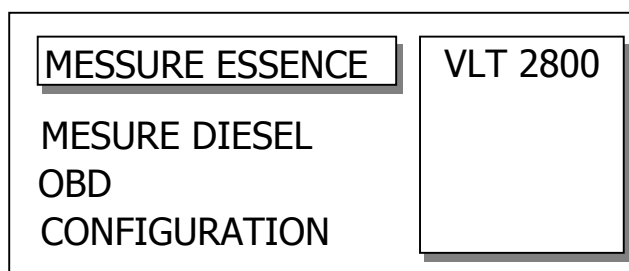 MESSURE ESSENCE
MESURE DIESEL
OBD
CONFIGURATION
VLT 2800